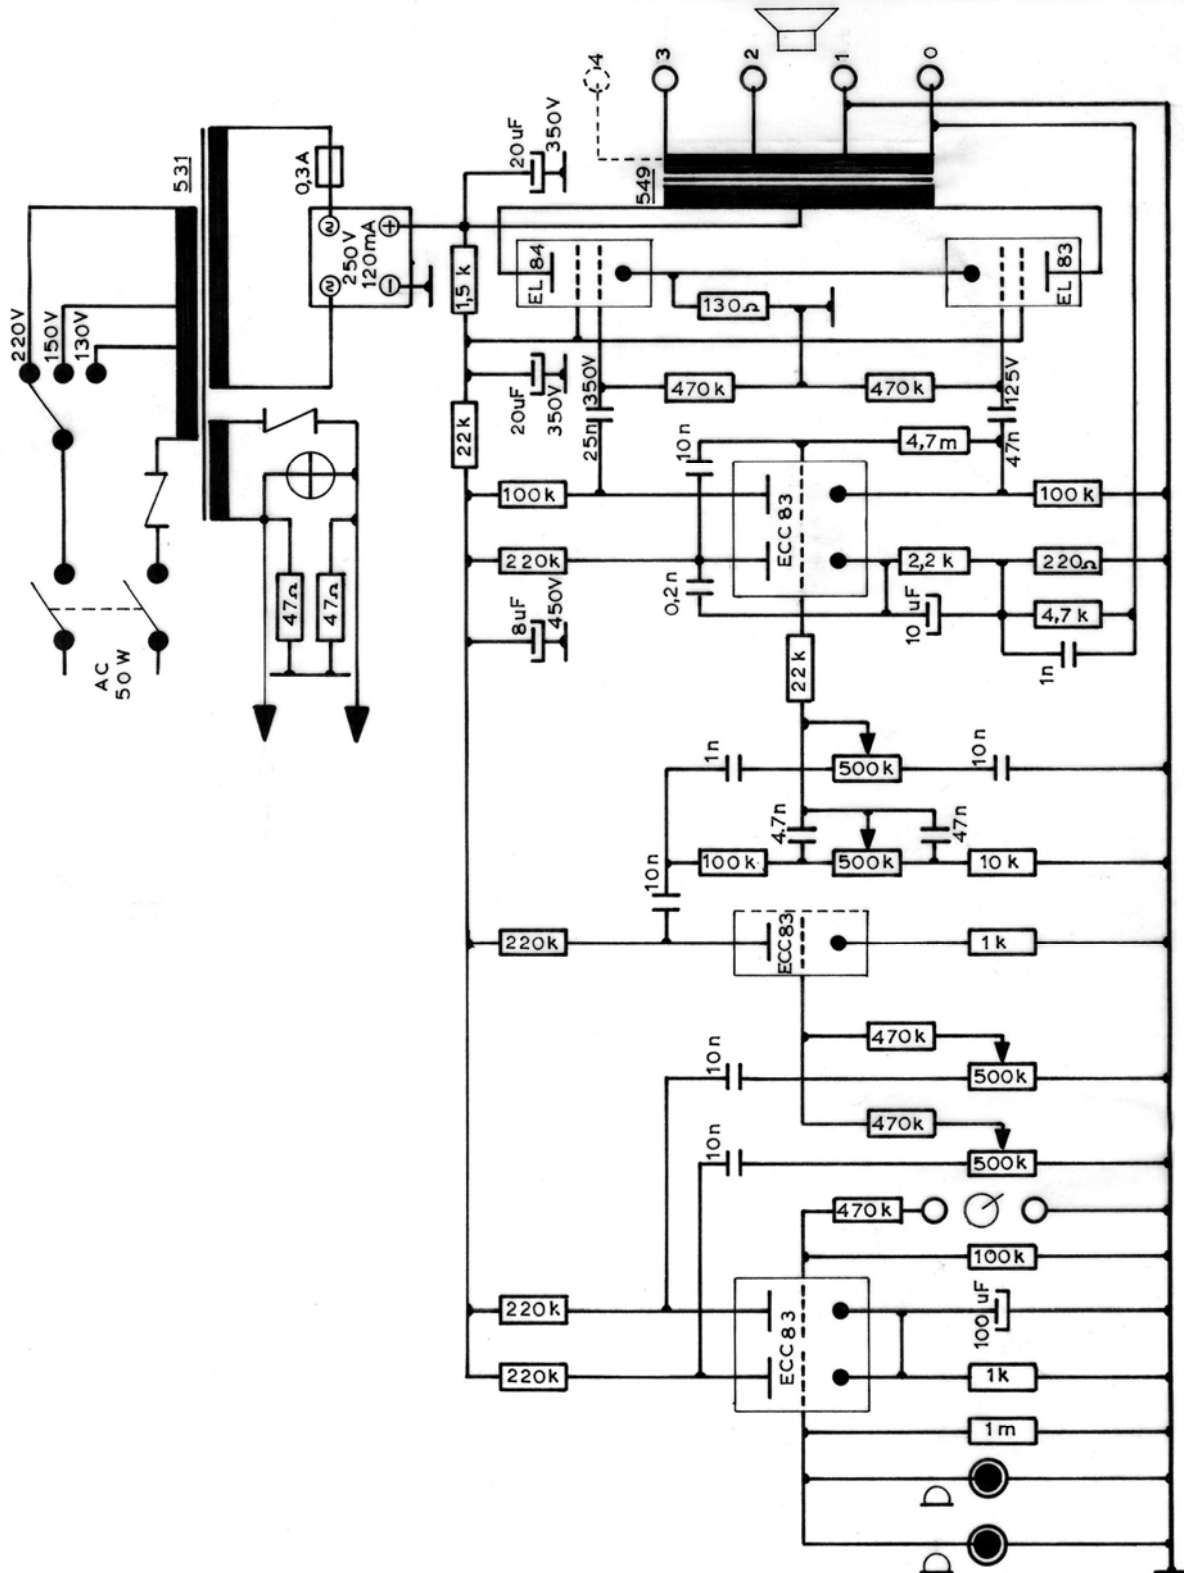 4
3
2
1
0
531
549
220V
150V
130V
0,3A
250V
120mA
20uF
350V
1,5k
EL 84
EL 83
130Ω
20uF
350V
470k
470k
25n
350V
47n
125V
22k
10n
4,7m
100k
ECC 83
100k
220k
2,2k
220Ω
0,2n
10uF
4,7k
1n
8uF
450V
47Ω
47Ω
AC
50W
22k
1n
500k
10n
4.7n
47n
100k
500k
10k
10n
220k
ECC83
1k
470k
10n
500k
470k
10n
500k
470k
100k
220k
ECC83
100uF
220k
1k
1m